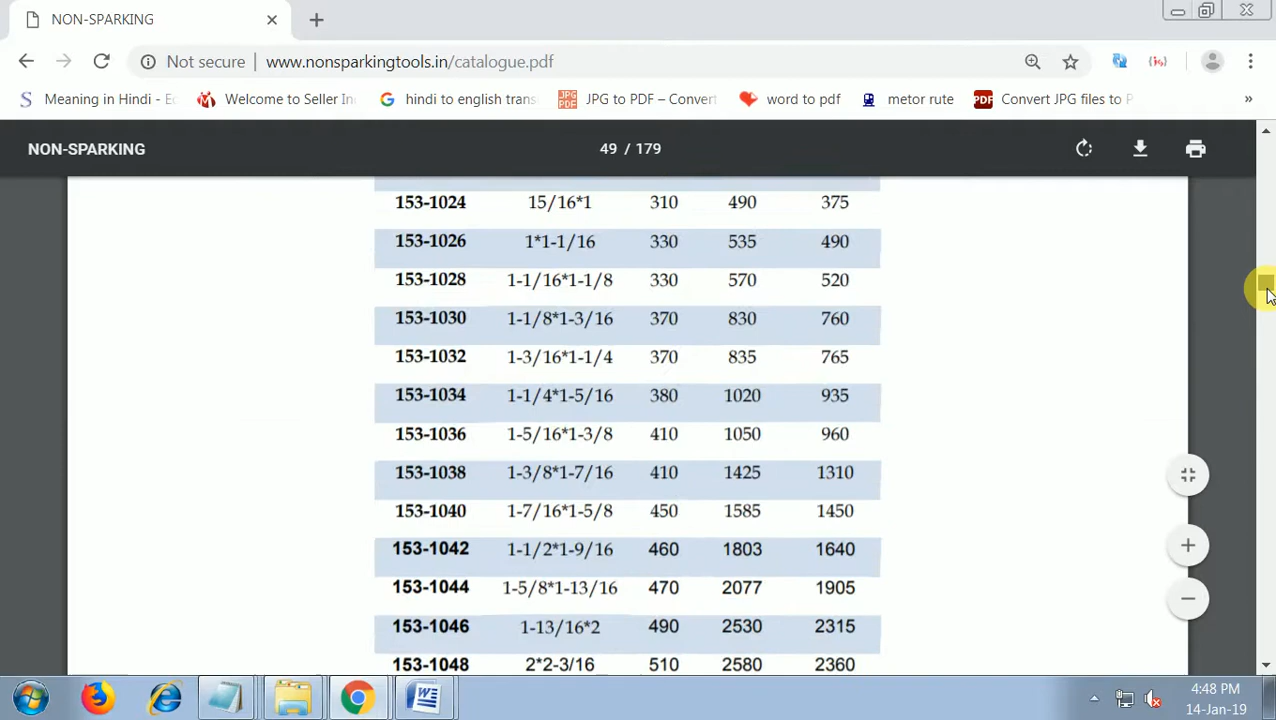 NON-SPARKING
Not secure | www.nonsparkingtools.in/catalogue.pdf
Meaning in Hindi - Ec Welcome to Seller In hindi to english trans JPG to PDF – Convert word to pdf metor rute Convert JPG files to P »
NON-SPARKING 49 / 179
153-1024 15/16*1 310 490 375
153-1026 1*1-1/16 330 535 490
153-1028 1-1/16*1-1/8 330 570 520
153-1030 1-1/8*1-3/16 370 830 760
153-1032 1-3/16*1-1/4 370 835 765
153-1034 1-1/4*1-5/16 380 1020 935
153-1036 1-5/16*1-3/8 410 1050 960
153-1038 1-3/8*1-7/16 410 1425 1310
153-1040 1-7/16*1-5/8 450 1585 1450
153-1042 1-1/2*1-9/16 460 1803 1640
153-1044 1-5/8*1-13/16 470 2077 1905
153-1046 1-13/16*2 490 2530 2315
153-1048 2*2-3/16 510 2580 2360
4:48 PM
14-Jan-19